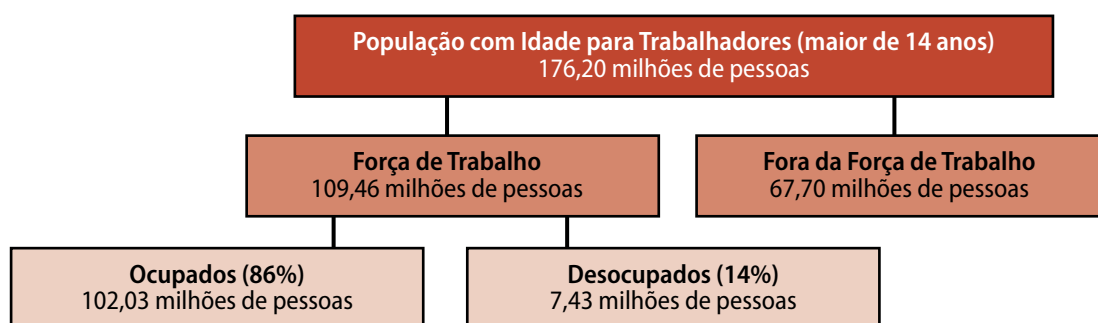 População com Idade para Trabalhadores (maior de 14 anos)
176,20 milhões de pessoas
Força de Trabalho
109,46 milhões de pessoas
Fora da Força de Trabalho
67,70 milhões de pessoas
Ocupados (86%)
102,03 milhões de pessoas
Desocupados (14%)
7,43 milhões de pessoas